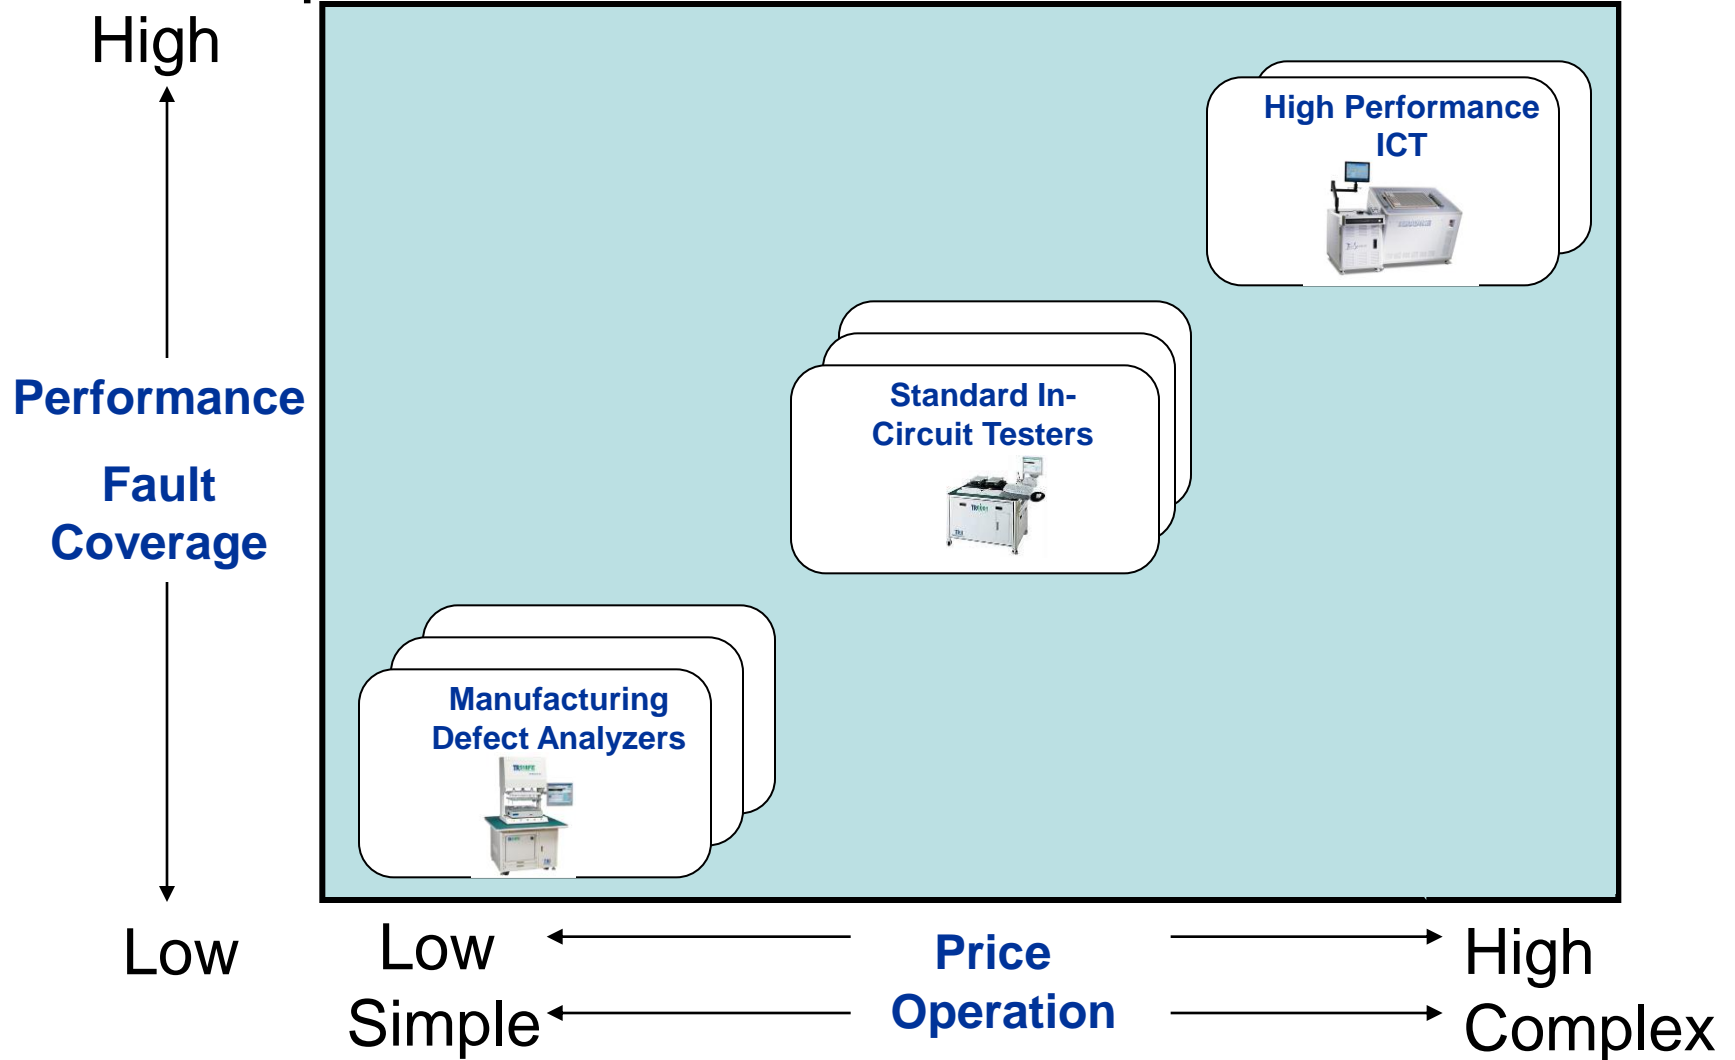 High
High Performance
ICT
Performance
Fault
Coverage
Standard In-
Circuit Testers
Manufacturing
Defect Analyzers
Low
Low
Price
High
Simple
Operation
Complex